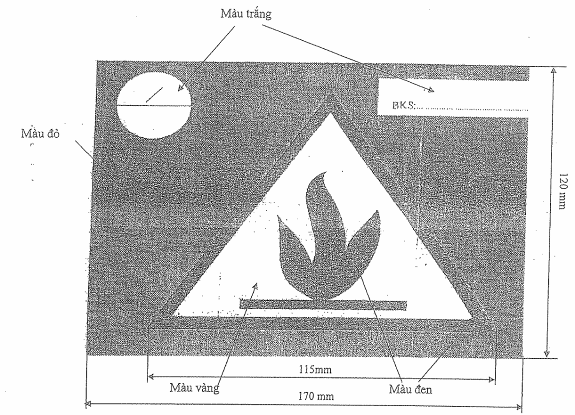 Màu trắng
BKS:...................................
Màu đỏ
120 mm
115mm
Màu vàng
Màu đen
170 mm